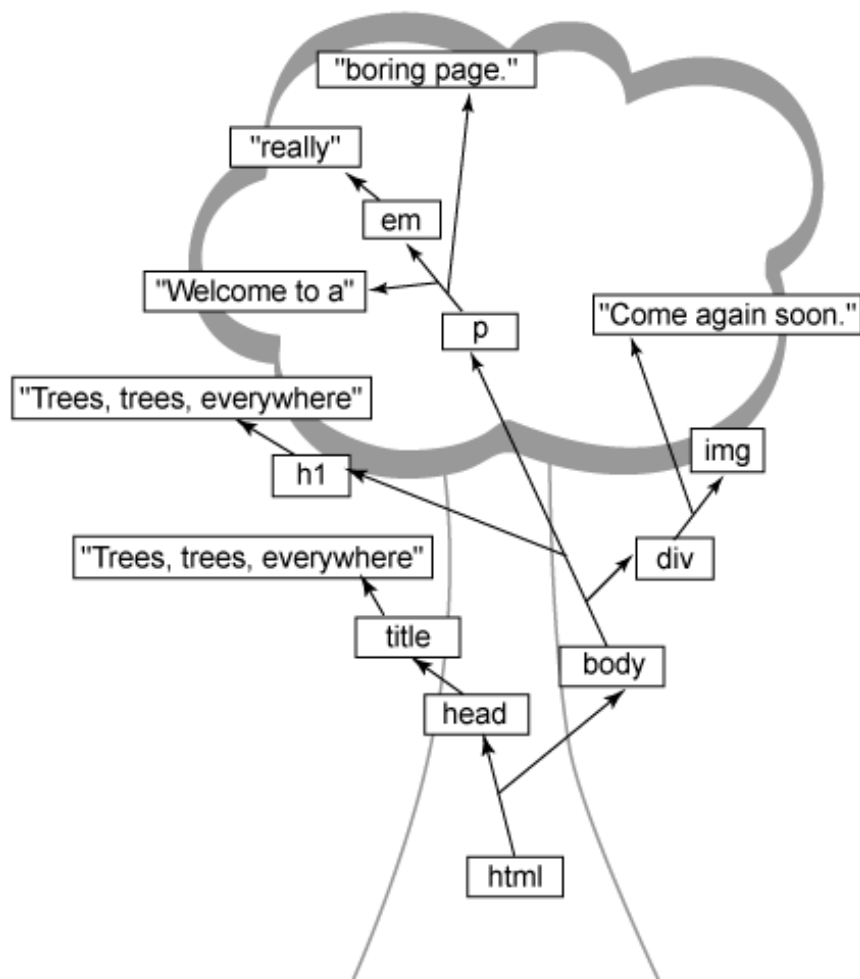 "boring page."
"really"
em
"Welcome to a"
"Come again soon."
p
"Trees, trees, everywhere"
img
h1
"Trees, trees, everywhere"
div
title
body
head
html